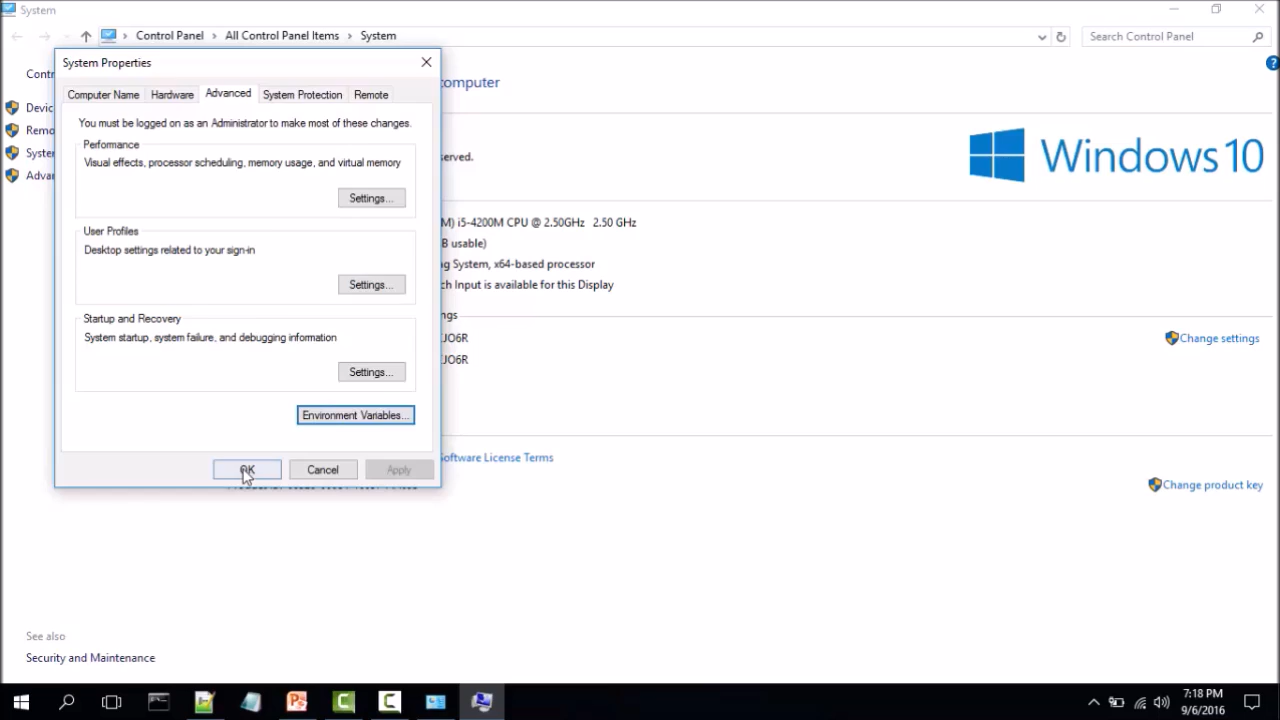 System
Control Panel > All Control Panel Items > System
Search Control Panel
System Properties
Computer Name Hardware Advanced System Protection Remote
You must be logged on as an Administrator to make most of these changes.
Performance
Visual effects, processor scheduling, memory usage, and virtual memory
Settings...
User Profiles
Desktop settings related to your sign-in
Settings...
Startup and Recovery
System startup, system failure, and debugging information
Settings...
Environment Variables...
OK Cancel Apply
Contr
Devic
Remo
Syster
Advar
computer
served.
Windows 10
M) i5-4200M CPU @ 2.50GHz 2.50 GHz
B usable)
g System, x64-based processor
ch Input is available for this Display
ngs
JO6R
Change settings
JO6R
Software License Terms
Change product key
See also
Security and Maintenance
7:18 PM
9/6/2016